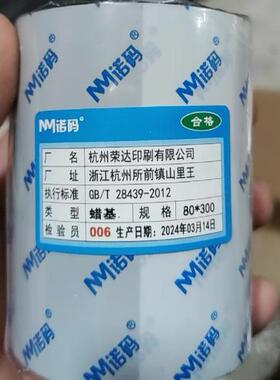 诺码
合格
厂 名 杭州荣达印刷有限公司
厂 址 浙江杭州所前镇山里王
执行标准 GB/T 28439-2012
类 型 蜡基 规 格 80*300
检验员 006 生产日期: 2024年03月14日